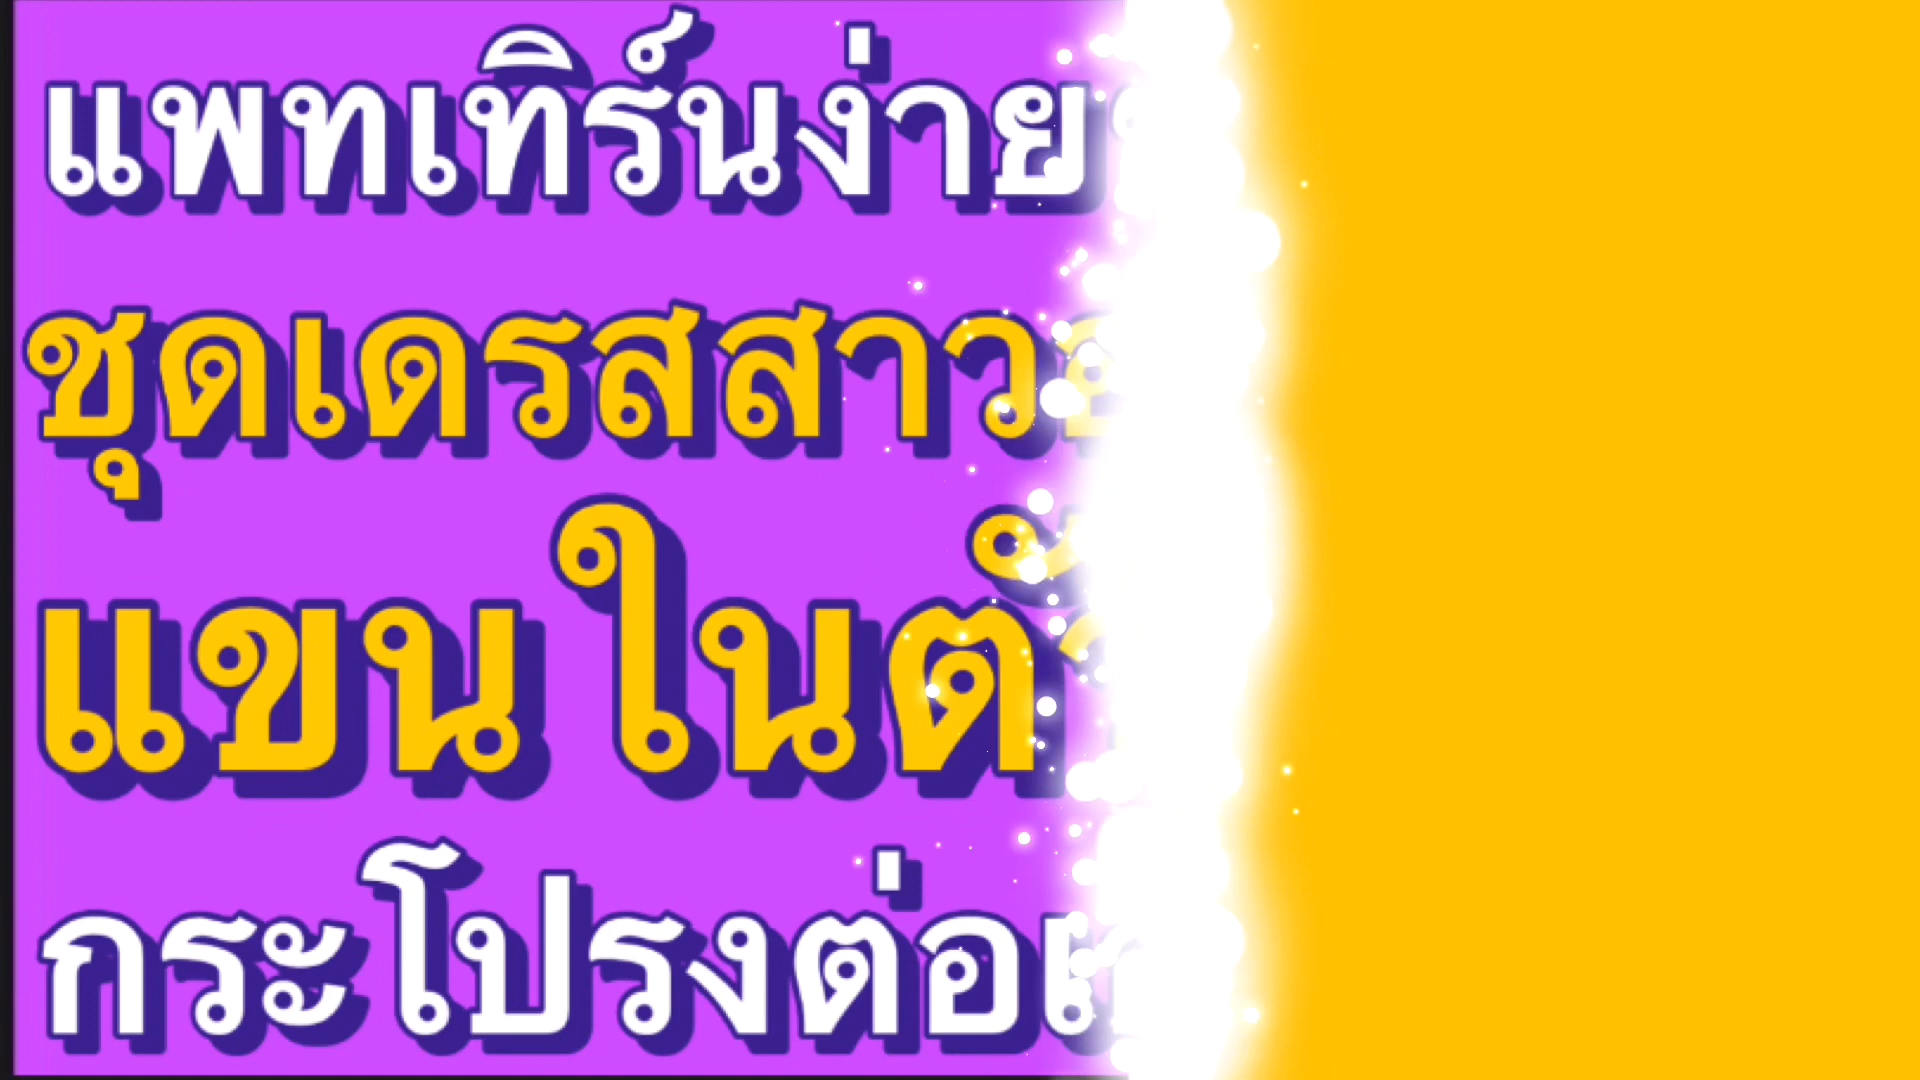 แพทเทิร์นง่าย
ชุดเดรสสาว
แขน ในตั
กระโปรงต่อ